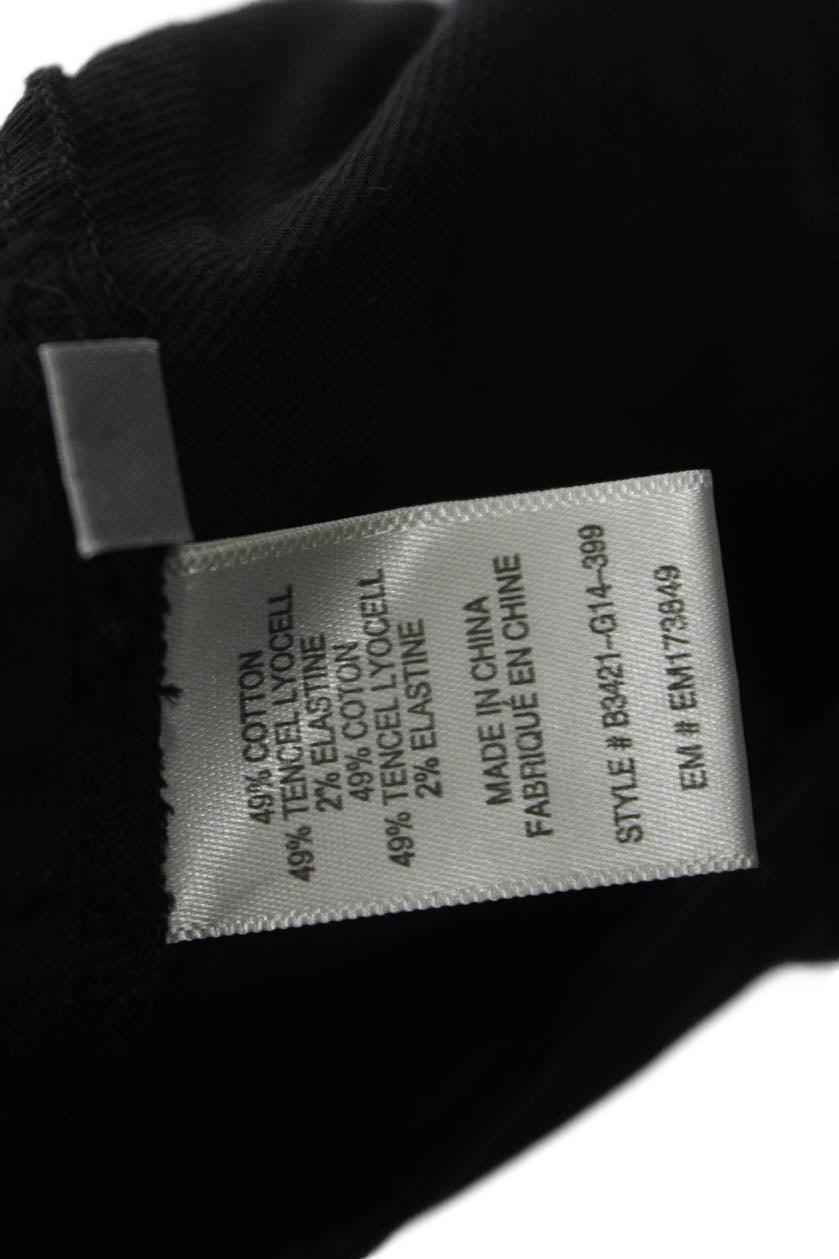 49% COTTON
49% TENCEL LYOCELL
2% ELASTINE
49% COTON
49% TENCEL LYOCELL
2% ELASTINE
MADE IN CHINA
FABRIQUÉ EN CHINE
STYLE # B3421-G14-399
EM # EM173849